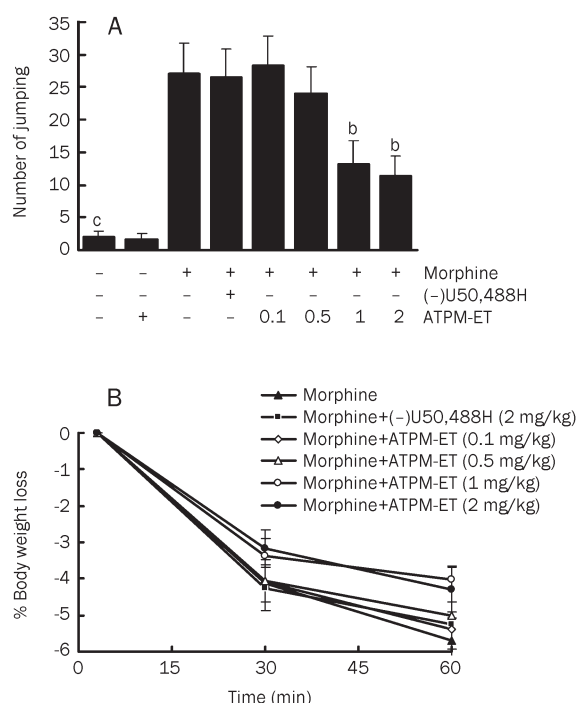 A
Number of jumping
35
30
25
20
15
10
5
0
c
b
b
– – + + + + + + Morphine
– – – + – – – – (–)U50,488H
– + – – 0.1 0.5 1 2 ATPM-ET
B
Morphine
Morphine+(–)U50,488H (2 mg/kg)
Morphine+ATPM-ET (0.1 mg/kg)
Morphine+ATPM-ET (0.5 mg/kg)
Morphine+ATPM-ET (1 mg/kg)
Morphine+ATPM-ET (2 mg/kg)
% Body weight loss
0
-1
-2
-3
-4
-5
-6
0 15 30 45 60
Time (min)